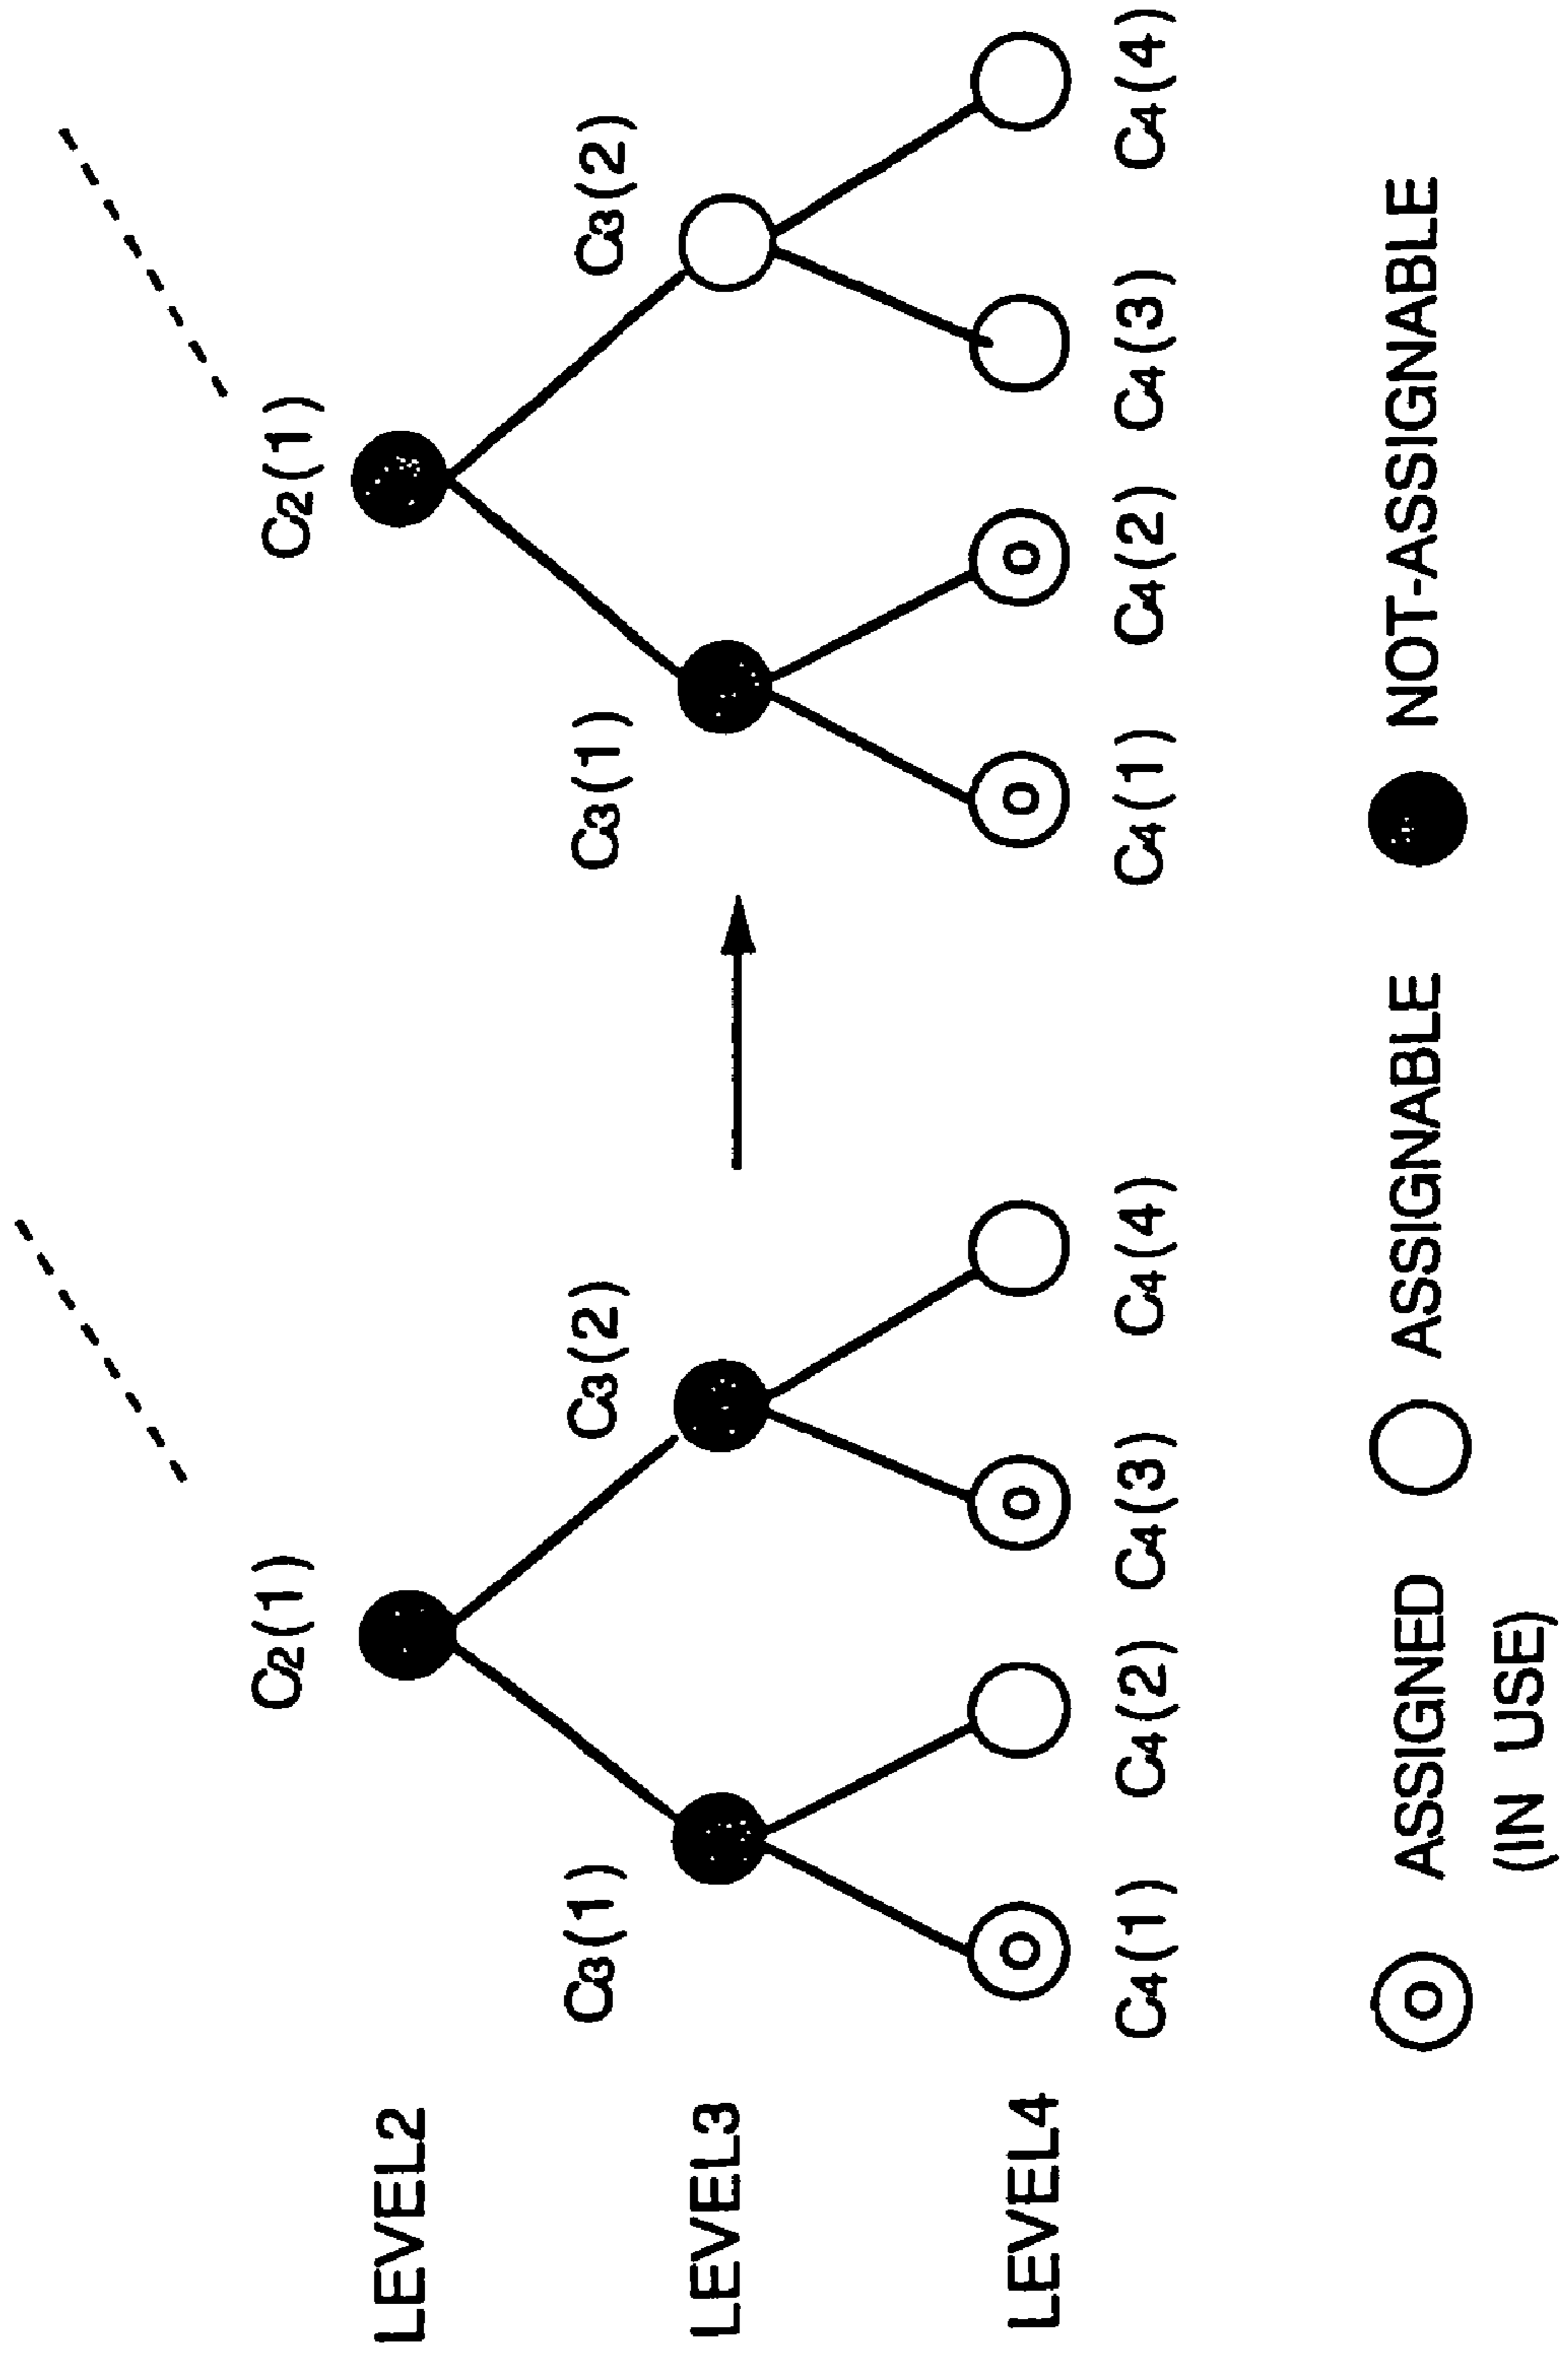 C2(1) C2(1)
LEVEL2
C3(1) C3(2) C3(1) C3(2)
LEVEL3
LEVEL4
C4(1) C4(2) C4(3) C4(4) C4(1) C4(2) C4(3) C4(4)
ASSIGNED ASSIGNABLE NOT-ASSIGNABLE
(IN USE)